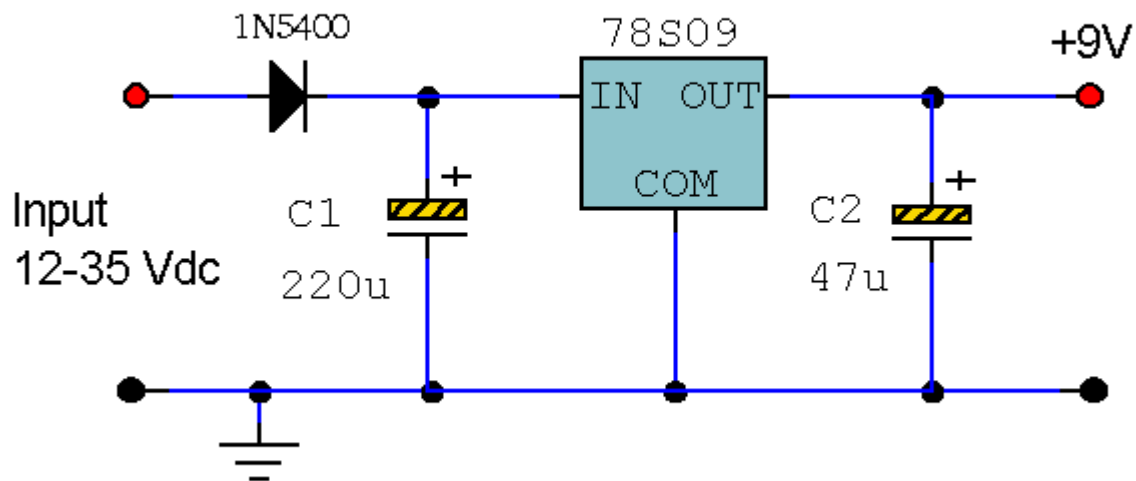 1N5400
78S09
+9V
IN OUT
COM
+
+
Input
12-35 Vdc
C1
220u
C2
47u